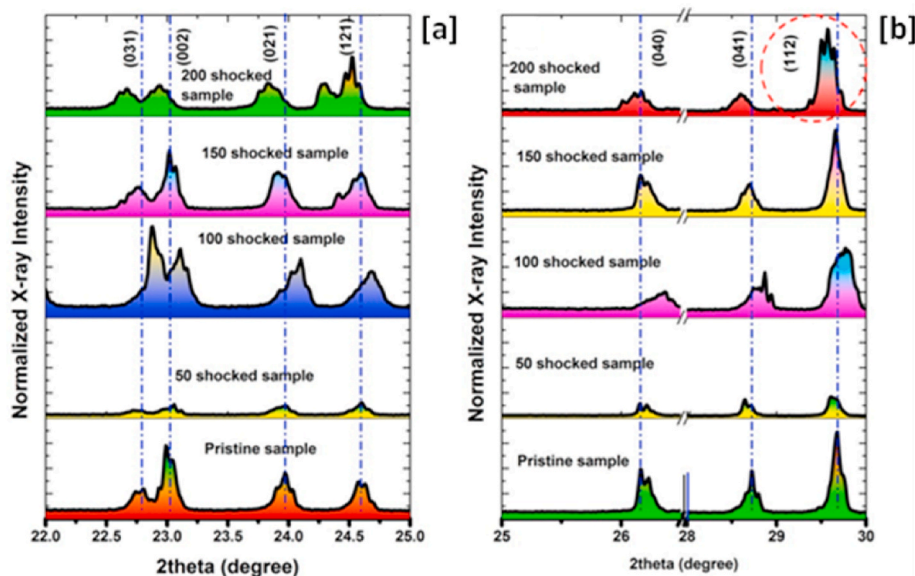 [a]
(031)
(002)
(021)
(121)
200 shocked
sample
150 shocked sample
100 shocked sample
50 shocked sample
Pristine sample
Normalized X-ray Intensity
22.0 22.5 23.0 23.5 24.0 24.5 25.0
2theta (degree)
[b]
(040)
(041)
(112)
200 shocked
sample
150 shocked sample
100 shocked sample
50 shocked sample
Pristine sample
Normalized X-ray Intensity
25 26 28 29 30
2theta (degree)